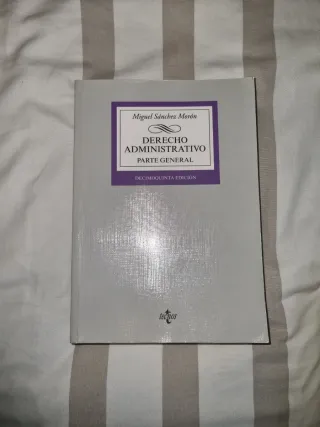 Miguel Sánchez Morón
DERECHO
ADMINISTRATIVO
PARTE GENERAL
DECIMOQUINTA EDICIÓN
tecnos